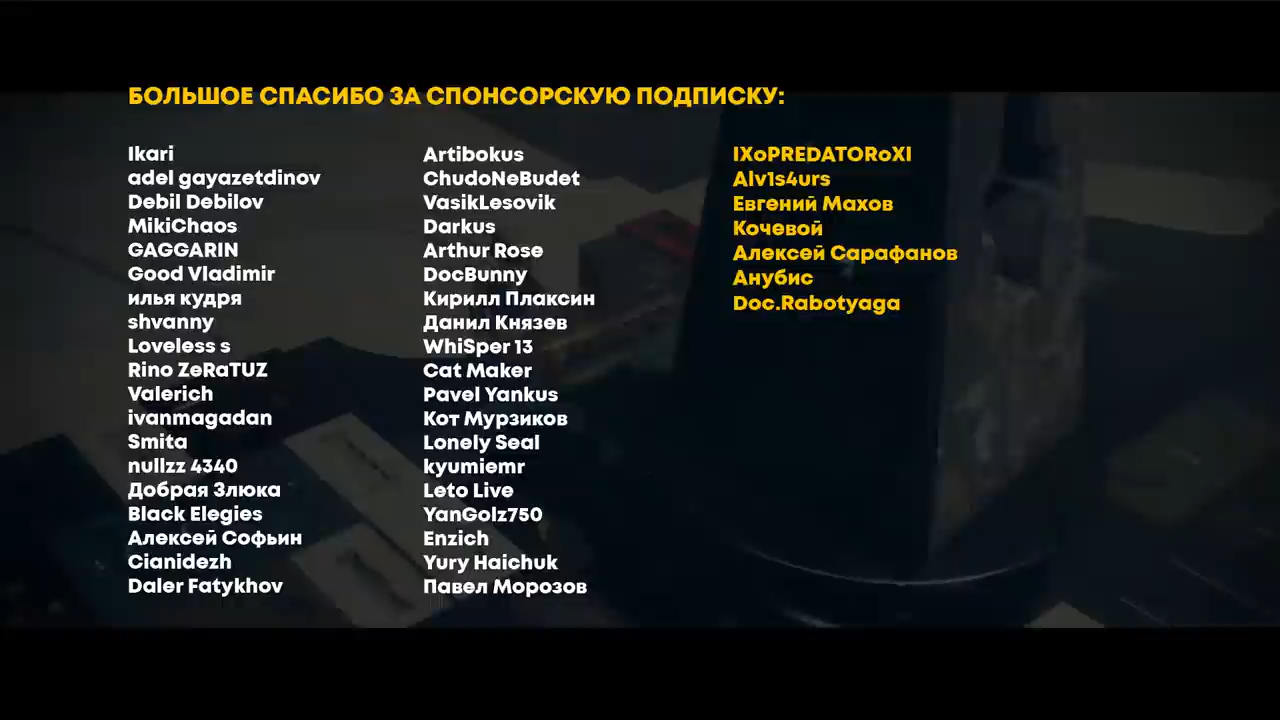 БОЛЬШОЕ СПАСИБО ЗА СПОНСОРСКУЮ ПОДПИСКУ:
Ikari
adel gayazetdinov
Debil Debilov
MikiChaos
GAGGARIN
Good Vladimir
илья кудря
shvanny
Loveless s
Rino ZeRaTUZ
Valerich
ivanmagadan
Smita
nullzz 4340
Добрая Злюка
Black Elegies
Алексей Софьин
Cianidezh
Daler Fatykhov
Artibokus
ChudoNeBudet
VasikLesovik
Darkus
Arthur Rose
DocBunny
Кирилл Плаксин
Данил Князев
WhiSper 13
Cat Maker
Pavel Yankus
Кот Мурзиков
Lonely Seal
kyumiemr
Leto Live
YanGolz750
Enzich
Yury Haichuk
Павел Морозов
IXoPREDATORoXI
Alv1s4urs
Евгений Махов
Кочевой
Алексей Сарафанов
Анубис
Doc.Rabotyaga